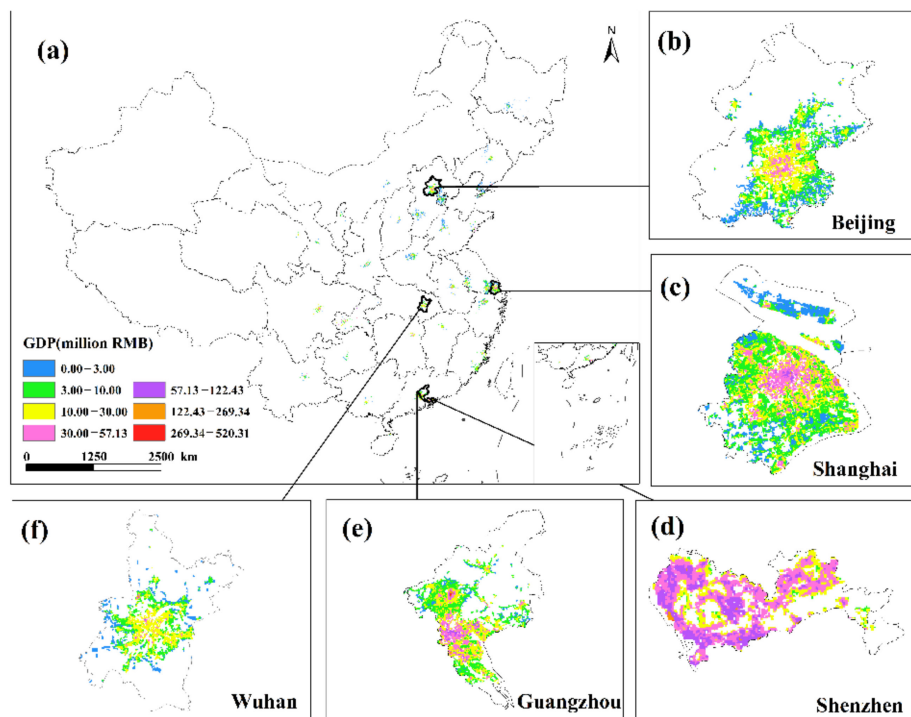 (a)
N
(b)
Beijing
(c)
Shanghai
GDP(million RMB)
0.00−3.00
3.00−10.00
57.13−122.43
10.00−30.00
122.43−269.34
30.00−57.13
269.34−520.31
0 1250 2500 km
(f)
Wuhan
(e)
Guangzhou
(d)
Shenzhen